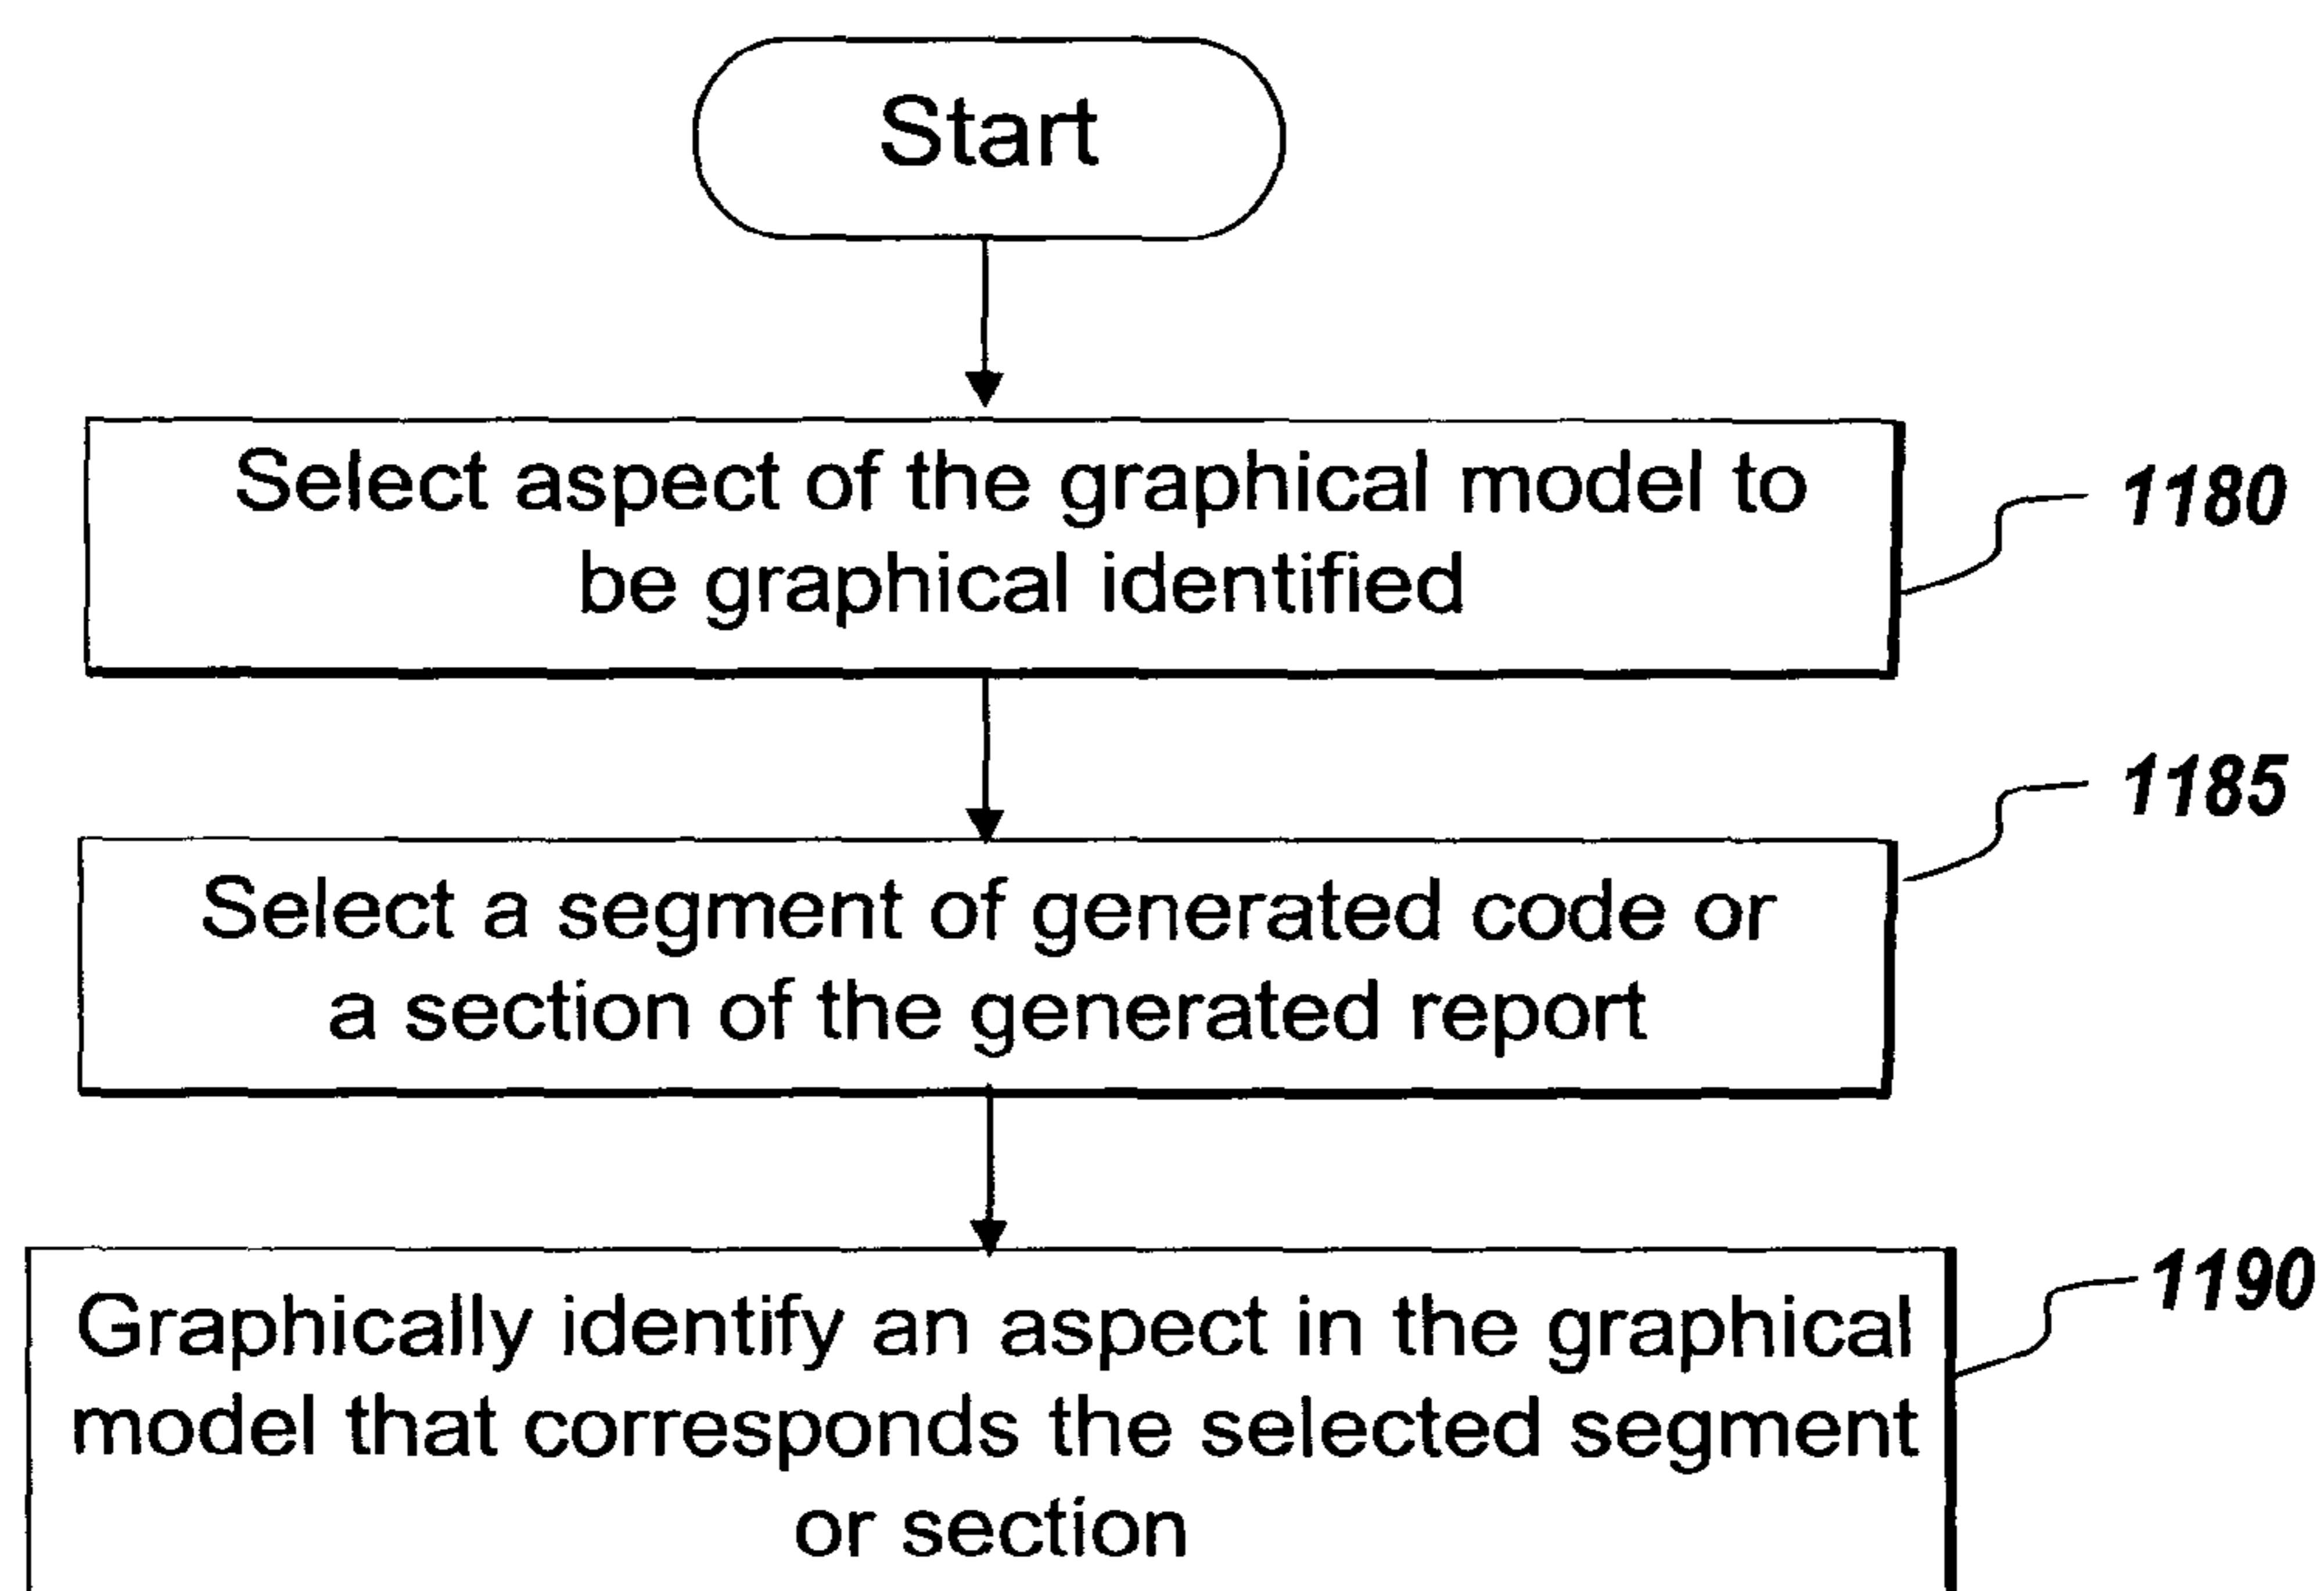 Start
Select aspect of the graphical model to
be graphical identified
1180
1185
Select a segment of generated code or
a section of the generated report
1190
Graphically identify an aspect in the graphical
model that corresponds the selected segment
or section